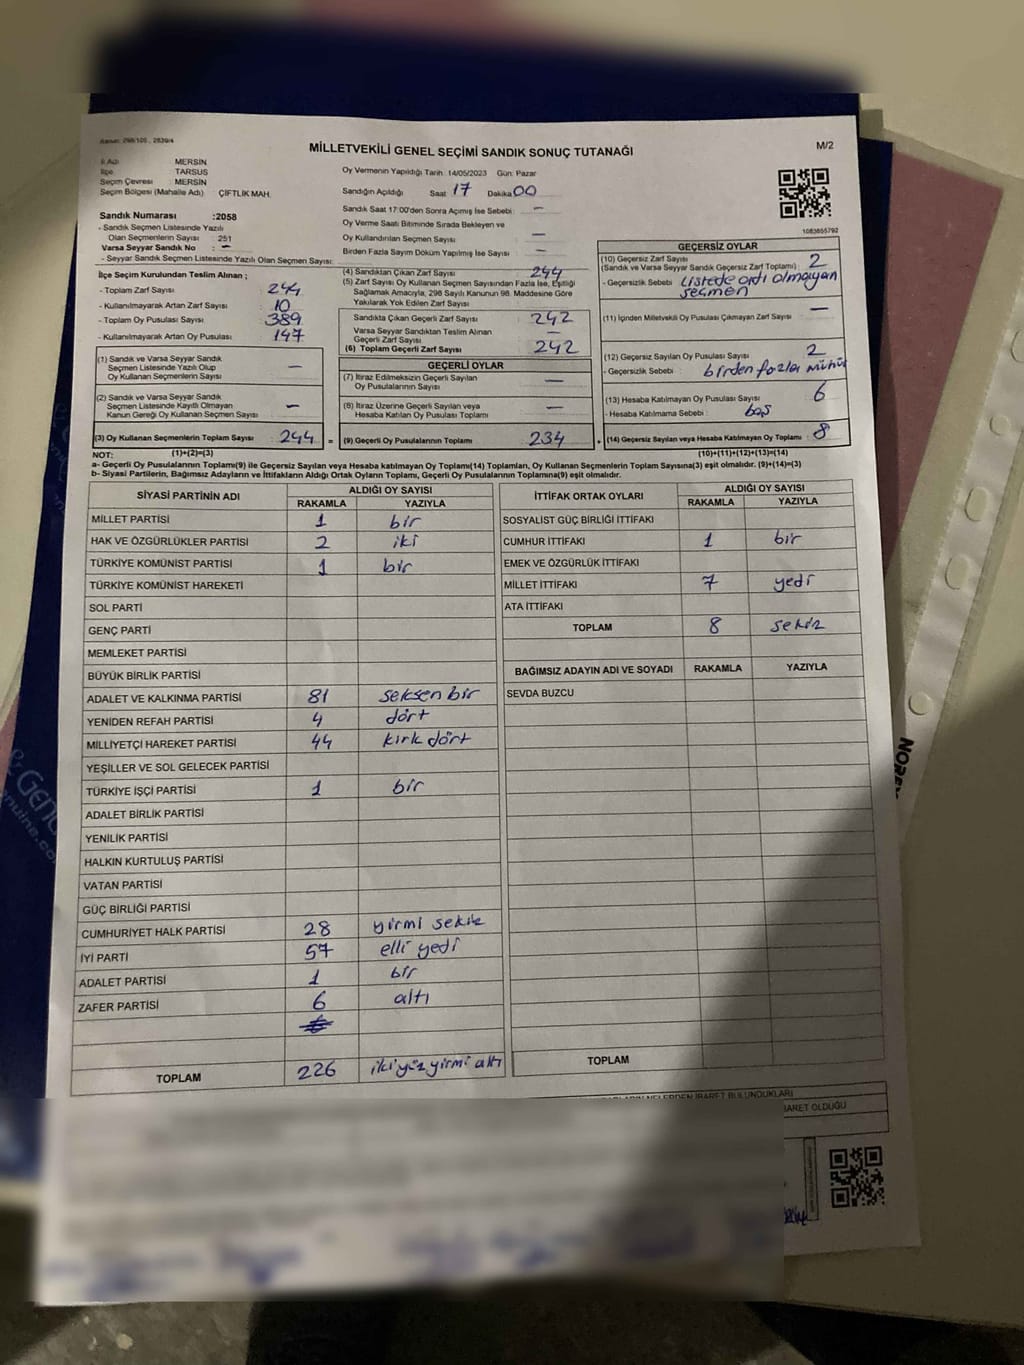 MİLLETVEKİLİ GENEL SEÇİMİ SANDIK SONUÇ TUTANAĞI
M/2
İl Adı MERSİN
İlçe TARSUS
Seçim Çevresi : MERSİN
Seçim Bölgesi (Mahalle Adı) ÇİFTLİK MAH.
Oy Vermenin Yapıldığı Tarih: 14/05/2023 Gün: Pazar
Sandığın Açıldığı Saat 17 Dakika 00
Sandık Saat 17:00'den Sonra Açımış İse Sebebi : -
Oy Verme Saati Bitiminde Sırada Bekleyen ve
Oy Kullandırılan Seçmen Sayısı -
Birden Fazla Sayım Döküm Yapılmış İse Sayısı -
Sandık Numarası :2058
- Sandık Seçmen Listesinde Yazılı
Olan Seçmenlerin Sayısı : 251
Varsa Seyyar Sandık No : -
- Seyyar Sandık Seçmen Listesinde Yazılı Olan Seçmen Sayısı:
İlçe Seçim Kurulundan Teslim Alınan ;
- Toplam Zarf Sayısı : 244
- Kullanılmayarak Artan Zarf Sayısı : 10
- Toplam Oy Pusulası Sayısı : 389
- Kullanılmayarak Artan Oy Pusulası : 147
(1) Sandık ve Varsa Seyyar Sandık
Seçmen Listesinde Yazılı Olup
Oy Kullanan Seçmenlerin Sayısı : -
(2) Sandık ve Varsa Seyyar Sandık
Seçmen Listesinde Kayıtlı Olmayan
Kanun Gereği Oy Kullanan Seçmen Sayısı : -
(3) Oy Kullanan Seçmenlerin Toplam Sayısı : 244 =
(4) Sandıktan Çıkan Zarf Sayısı : 244
(5) Zarf Sayısı Oy Kullanan Seçmen Sayısından Fazla İse, Eşitliği
Sağlamak Amacıyla, 298 Sayılı Kanunun 98. Maddesine Göre
Yakılarak Yok Edilen Zarf Sayısı
Sandıkta Çıkan Geçerli Zarf Sayısı : 242
Varsa Seyyar Sandıktan Teslim Alınan
Geçerli Zarf Sayısı : -
(6) Toplam Geçerli Zarf Sayısı : 242
GEÇERLİ OYLAR
(7) İtiraz Edilmeksizin Geçerli Sayılan
Oy Pusulalarının Sayısı : -
(8) İtiraz Üzerine Geçerli Sayılan veya
Hesaba Katılan Oy Pusulası Toplamı : -
(9) Geçerli Oy Pusulalarının Toplamı : 234 +
1083855792
GEÇERSİZ OYLAR
(10) Geçersiz Zarf Sayısı
(Sandık ve Varsa Seyyar Sandık Geçersiz Zarf Toplamı) : 2
- Geçersizlik Sebebi : Listede adı olmayan
seçmen
(11) İçinden Milletvekili Oy Pusulası Çıkmayan Zarf Sayısı : -
(12) Geçersiz Sayılan Oy Pusulası Sayısı : 2
- Geçersizlik Sebebi : birden fazla mühür
(13) Hesaba Katılmayan Oy Pusulası Sayısı : 6
- Hesaba Katılmama Sebebi : boş
(14) Geçersiz Sayılan veya Hesaba Katılmayan Oy Toplamı : 8
NOT: (1)+(2)=(3)
(10)+(11)+(12)+(13)=(14)
a- Geçerli Oy Pusulalarının Toplamı(9) ile Geçersiz Sayılan veya Hesaba katılmayan Oy Toplamı(14) Toplamları, Oy Kullanan Seçmenlerin Toplam Sayısına(3) eşit olmalıdır. (9)+(14)=(3)
b- Siyasi Partilerin, Bağımsız Adayların ve İttifakların Aldığı Ortak Oyların Toplamı, Geçerli Oy Pusulalarının Toplamına(9) eşit olmalıdır.
SİYASİ PARTİNİN ADI ALDIĞI OY SAYISI
RAKAMLA YAZIYLA
MİLLET PARTİSİ 1 bir
HAK VE ÖZGÜRLÜKLER PARTİSİ 2 iki
TÜRKİYE KOMÜNİST PARTİSİ 1 bir
TÜRKİYE KOMÜNİST HAREKETİ
SOL PARTİ
GENÇ PARTİ
MEMLEKET PARTİSİ
BÜYÜK BİRLİK PARTİSİ
ADALET VE KALKINMA PARTİSİ 81 seksen bir
YENİDEN REFAH PARTİSİ 4 dört
MİLLİYETÇİ HAREKET PARTİSİ 44 kırk dört
YEŞİLLER VE SOL GELECEK PARTİSİ
TÜRKİYE İŞÇİ PARTİSİ 1 bir
ADALET BİRLİK PARTİSİ
YENİLİK PARTİSİ
HALKIN KURTULUŞ PARTİSİ
VATAN PARTİSİ
GÜÇ BİRLİĞİ PARTİSİ
CUMHURİYET HALK PARTİSİ 28 yirmi sekiz
İYİ PARTİ 57 elli yedi
ADALET PARTİSİ 1 bir
ZAFER PARTİSİ 6 altı
TOPLAM 226 ikiyüz yirmi altı
İTTİFAK ORTAK OYLARI ALDIĞI OY SAYISI
RAKAMLA YAZIYLA
SOSYALİST GÜÇ BİRLİĞİ İTTİFAKI
CUMHUR İTTİFAKI 1 bir
EMEK VE ÖZGÜRLÜK İTTİFAKI
MİLLET İTTİFAKI 7 yedi
ATA İTTİFAKI
TOPLAM 8 sekiz
BAĞIMSIZ ADAYIN ADI VE SOYADI RAKAMLA YAZIYLA
SEVDA BUZCU
TOPLAM
NELERDEN İBARET BULUNDUKLARI
BARET OLDUĞU